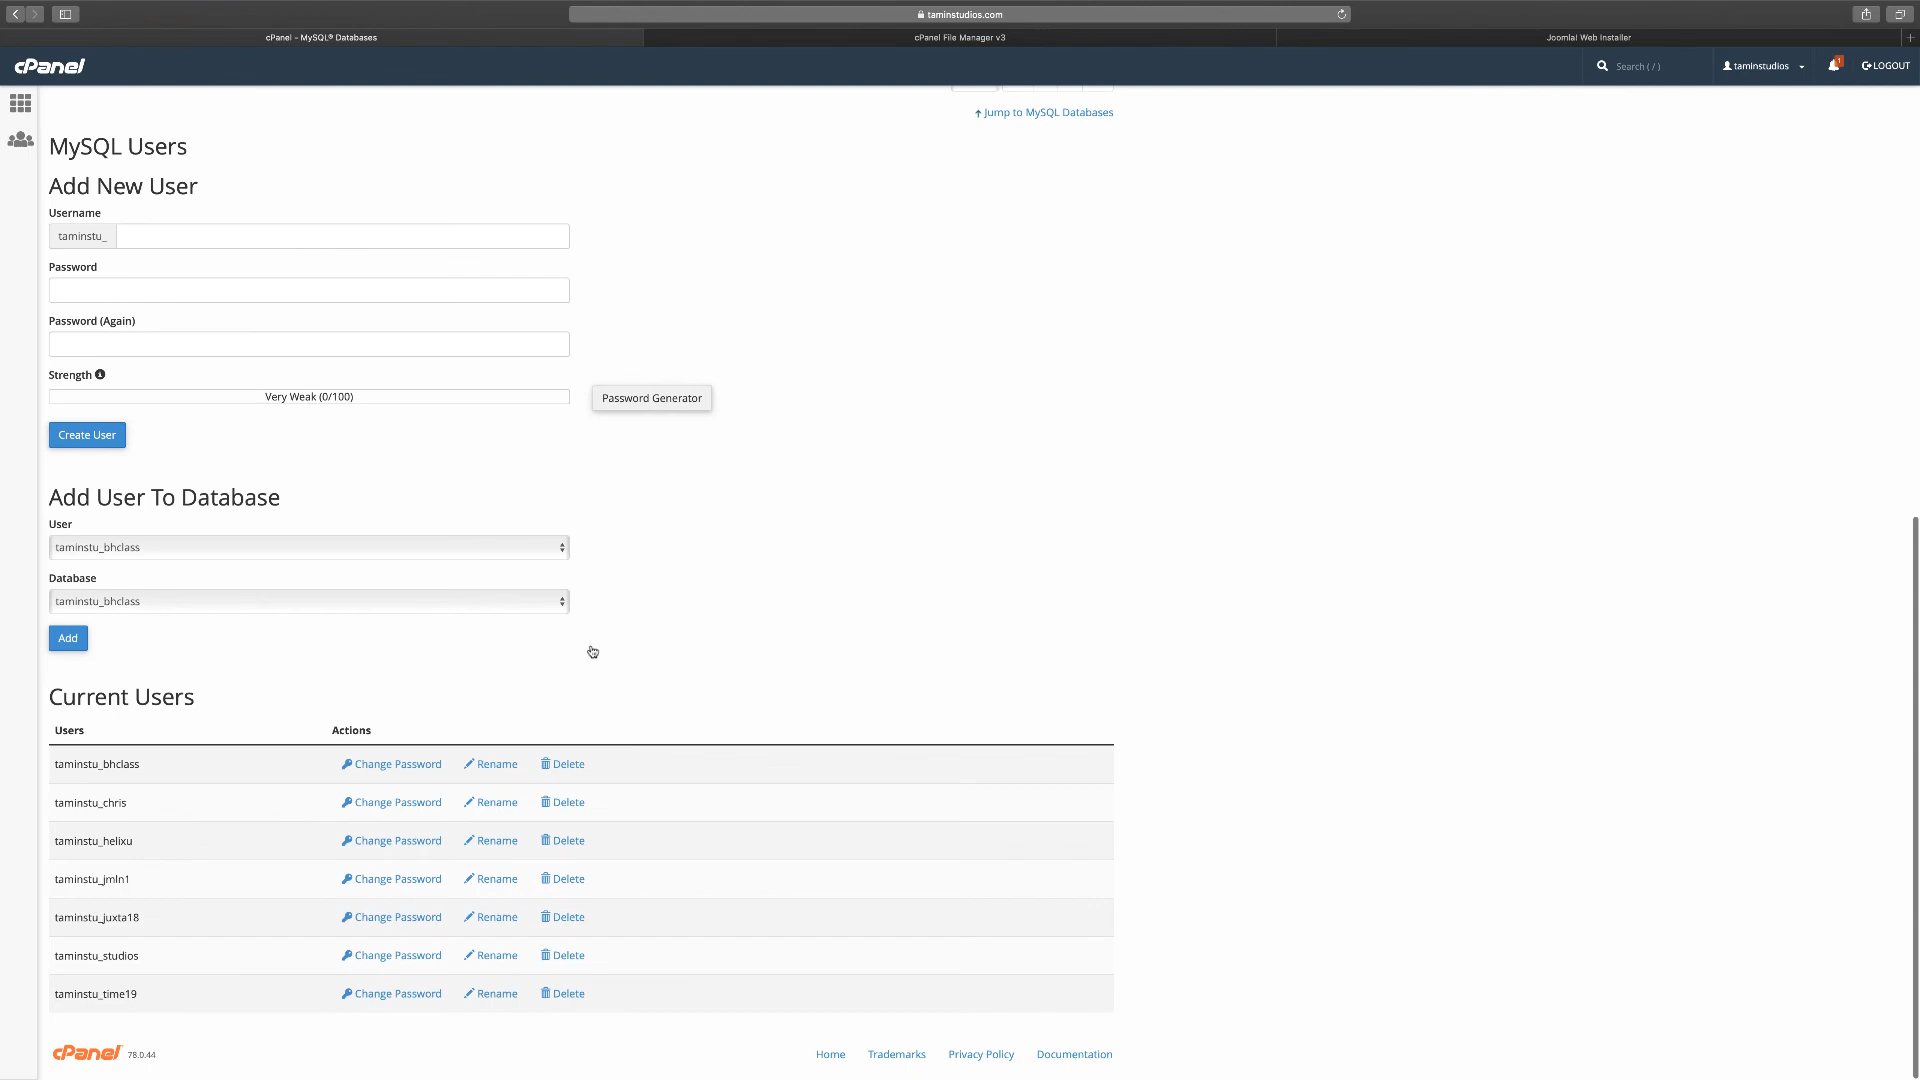 taminstudios.com
cPanel - MySQL® Databases
cPanel File Manager v3
Joomla! Web Installer
cPanel
Search ( / )
taminstudios
1
LOGOUT
Jump to MySQL Databases
MySQL Users
Add New User
Username
taminstu_
Password
Password (Again)
Strength
Very Weak (0/100)
Password Generator
Create User
Add User To Database
User
taminstu_bhclass
Database
taminstu_bhclass
Add
Current Users
Users Actions
taminstu_bhclass Change Password Rename Delete
taminstu_chris Change Password Rename Delete
taminstu_helixu Change Password Rename Delete
taminstu_jmln1 Change Password Rename Delete
taminstu_juxta18 Change Password Rename Delete
taminstu_studios Change Password Rename Delete
taminstu_time19 Change Password Rename Delete
cPanel 78.0.44
Home Trademarks Privacy Policy Documentation